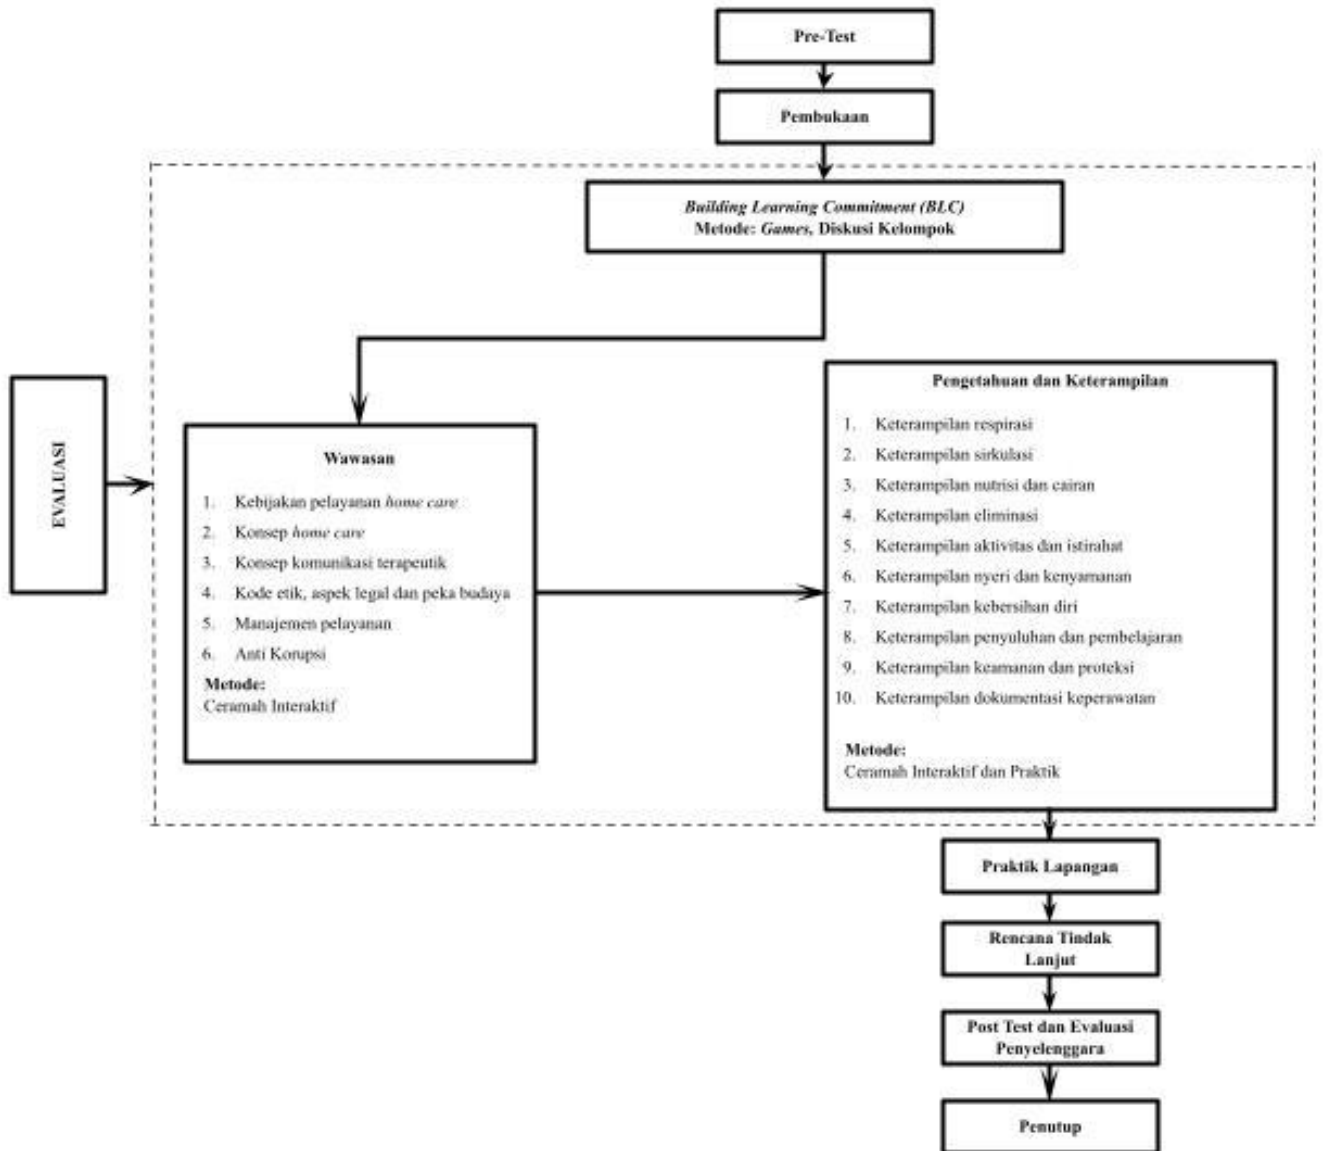 Pre-Test
Pembukaan
Building Learning Commitment (BLC)
Metode: Games, Diskusi Kelompok
EVALUASI
Wawasan
1. Kebijakan pelayanan home care
2. Konsep home care
3. Konsep komunikasi terapeutik
4. Kode etik, aspek legal dan peka budaya
5. Manajemen pelayanan
6. Anti Korupsi
Metode:
Ceramah Interaktif
Pengetahuan dan Keterampilan
1. Keterampilan respirasi
2. Keterampilan sirkulasi
3. Keterampilan nutrisi dan cairan
4. Keterampilan eliminasi
5. Keterampilan aktivitas dan istirahat
6. Keterampilan nyeri dan kenyamanan
7. Keterampilan kebersihan diri
8. Keterampilan penyuluhan dan pembelajaran
9. Keterampilan keamanan dan proteksi
10. Keterampilan dokumentasi keperawatan
Metode:
Ceramah Interaktif dan Praktik
Praktik Lapangan
Rencana Tindak
Lanjut
Post Test dan Evaluasi
Penyelenggara
Penutup